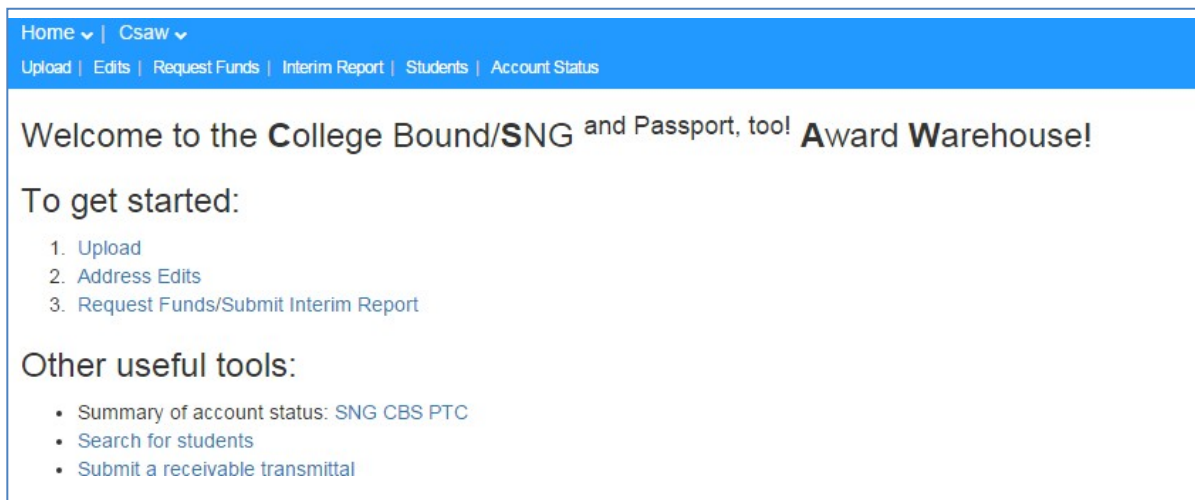 Home | Csaw
Upload | Edits | Request Funds | Interim Report | Students | Account Status
Welcome to the College Bound/SNG and Passport, too! Award Warehouse!
To get started:
1. Upload
2. Address Edits
3. Request Funds/Submit Interim Report
Other useful tools:
• Summary of account status: SNG CBS PTC
• Search for students
• Submit a receivable transmittal